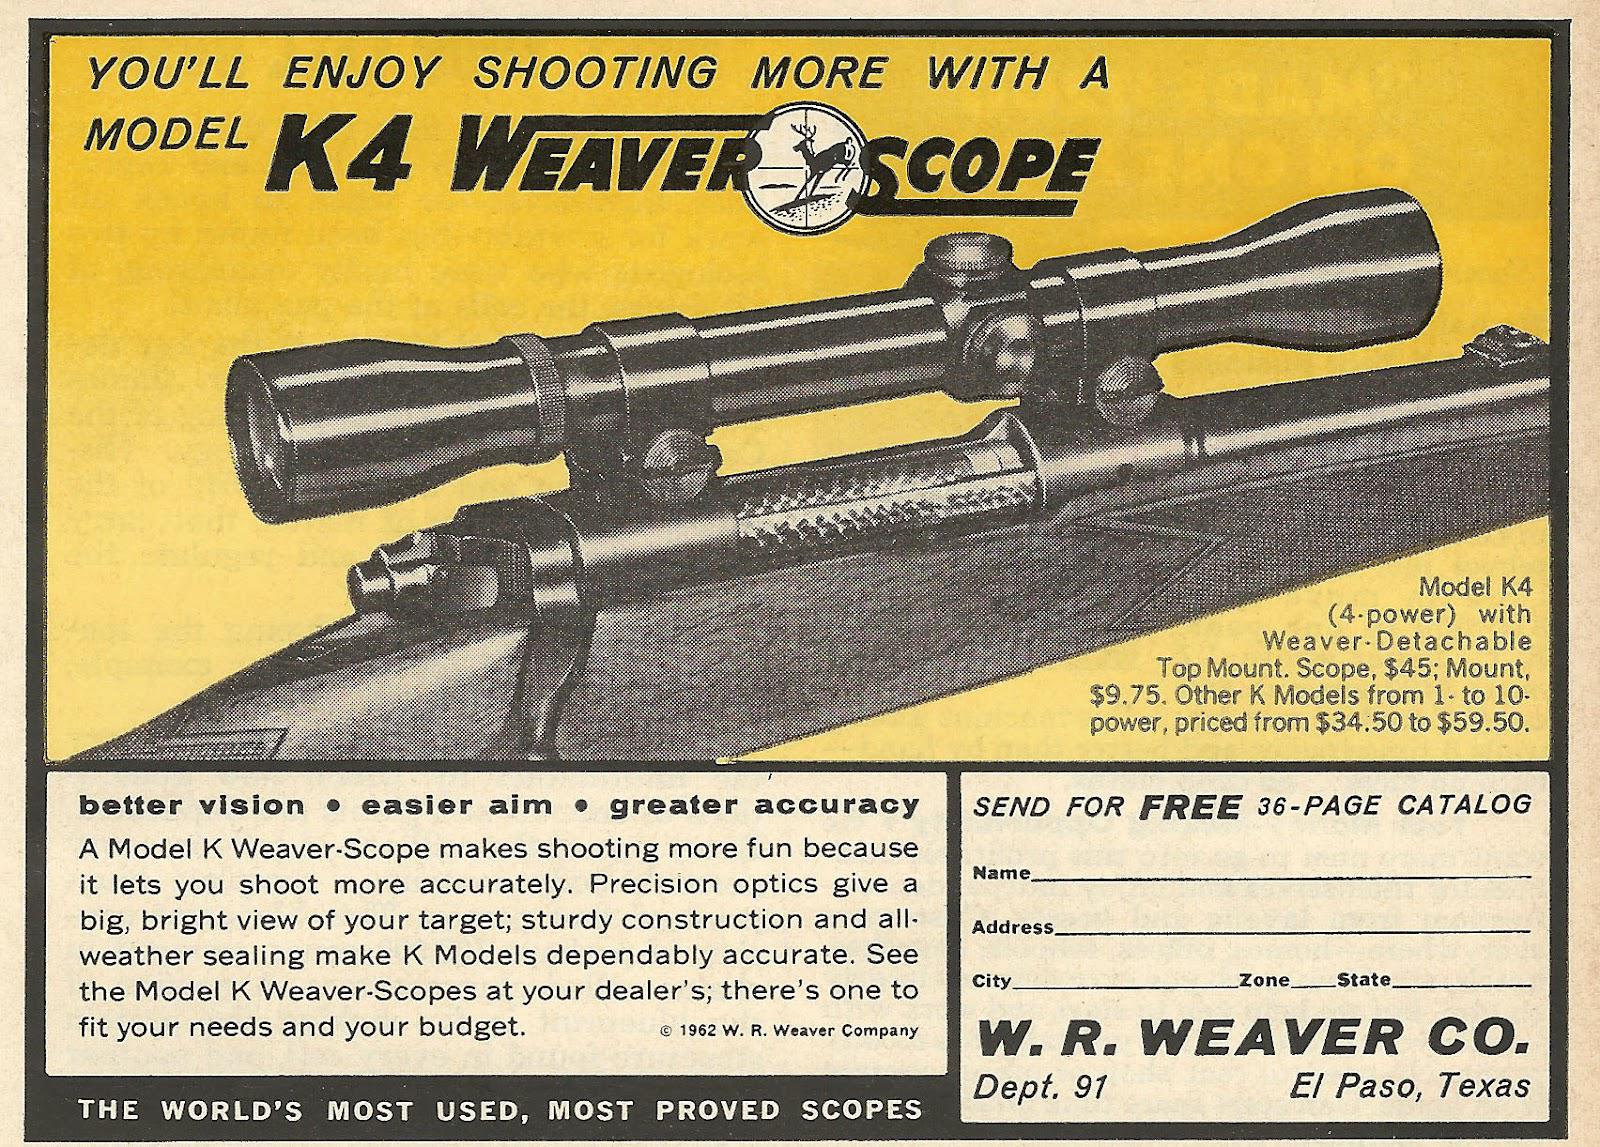 YOU'LL ENJOY SHOOTING MORE WITH A
MODEL K4 WEAVER SCOPE
Model K4
(4-power) with
Weaver-Detachable
Top Mount. Scope, $45; Mount,
$9.75. Other K Models from 1- to 10-
power, priced from $34.50 to $59.50.
better vision • easier aim • greater accuracy
A Model K Weaver-Scope makes shooting more fun because
it lets you shoot more accurately. Precision optics give a
big, bright view of your target; sturdy construction and all-
weather sealing make K Models dependably accurate. See
the Model K Weaver-Scopes at your dealer's; there's one to
fit your needs and your budget.
© 1962 W. R. Weaver Company
THE WORLD'S MOST USED, MOST PROVED SCOPES
SEND FOR FREE 36-PAGE CATALOG
Name
Address
City Zone State
W. R. WEAVER CO.
Dept. 91 El Paso, Texas